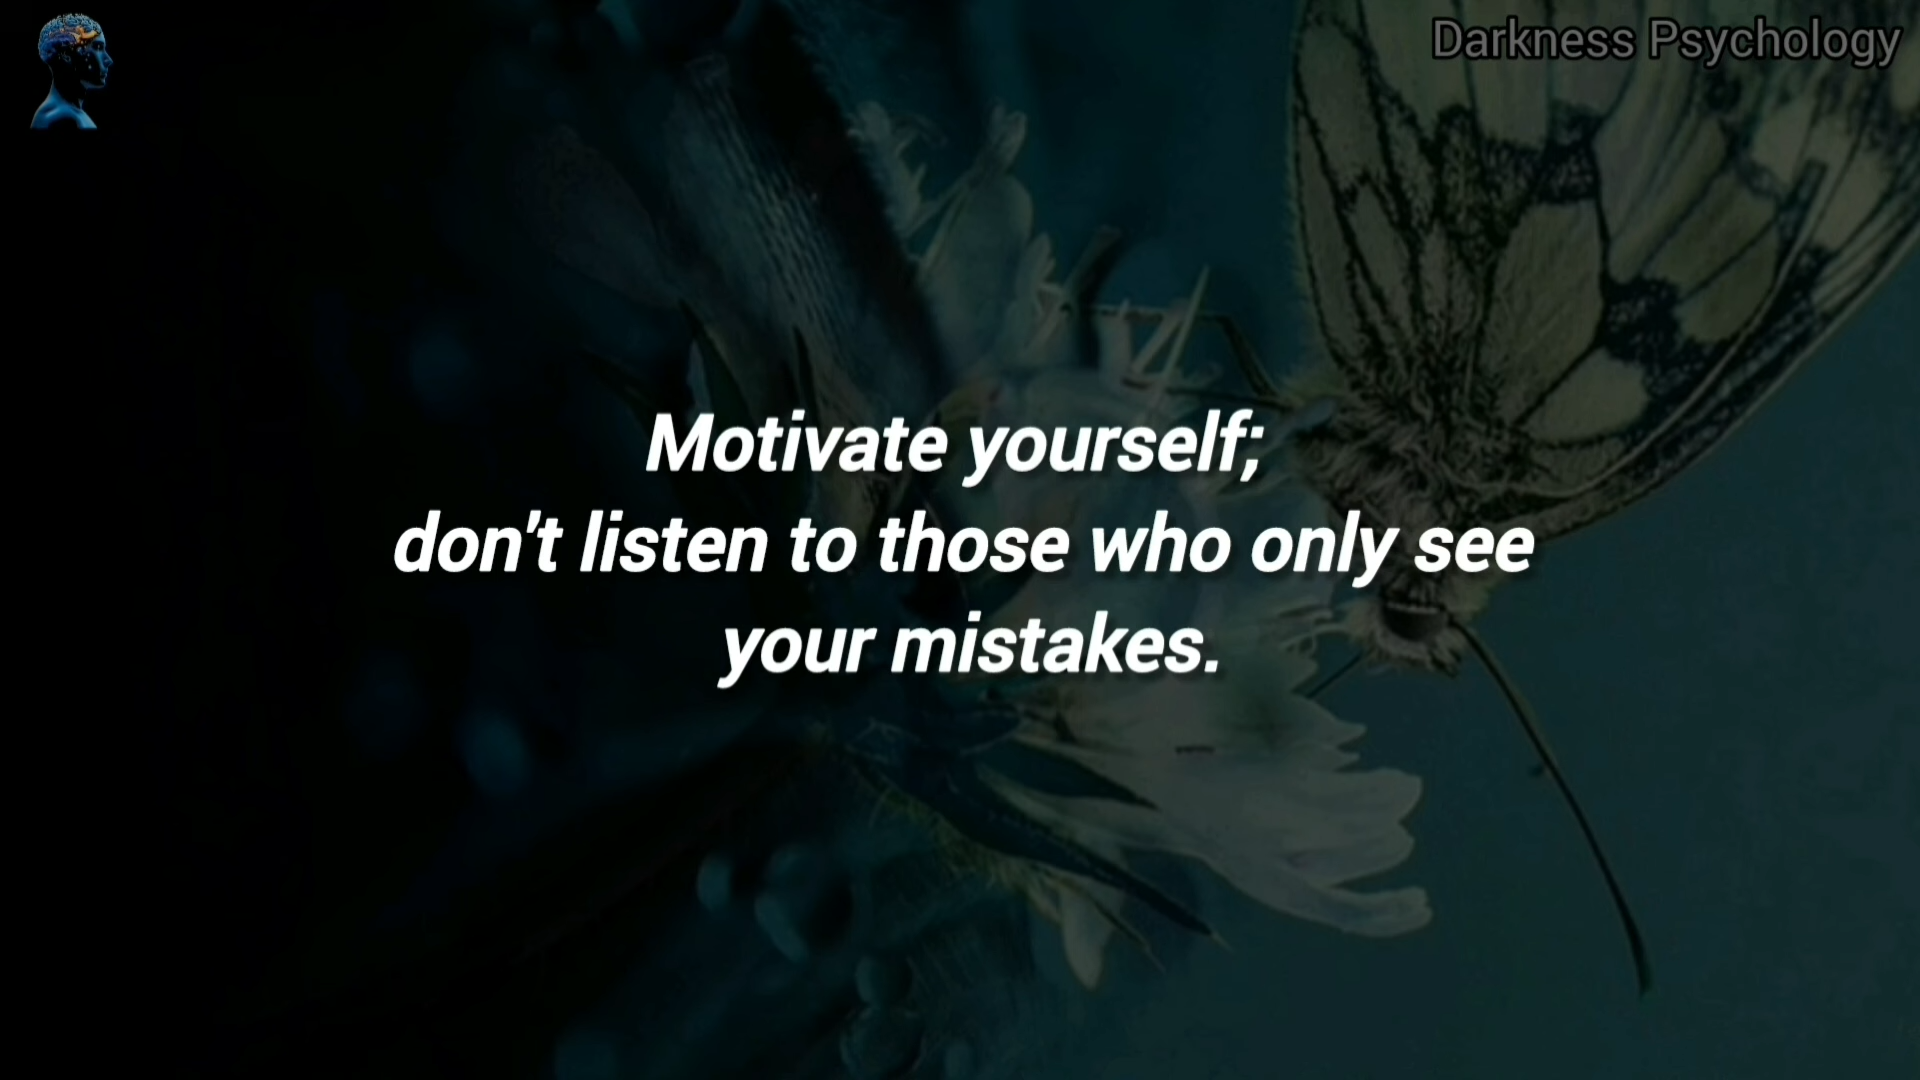 Darkness Psychology
Motivate yourself;
don't listen to those who only see
your mistakes.